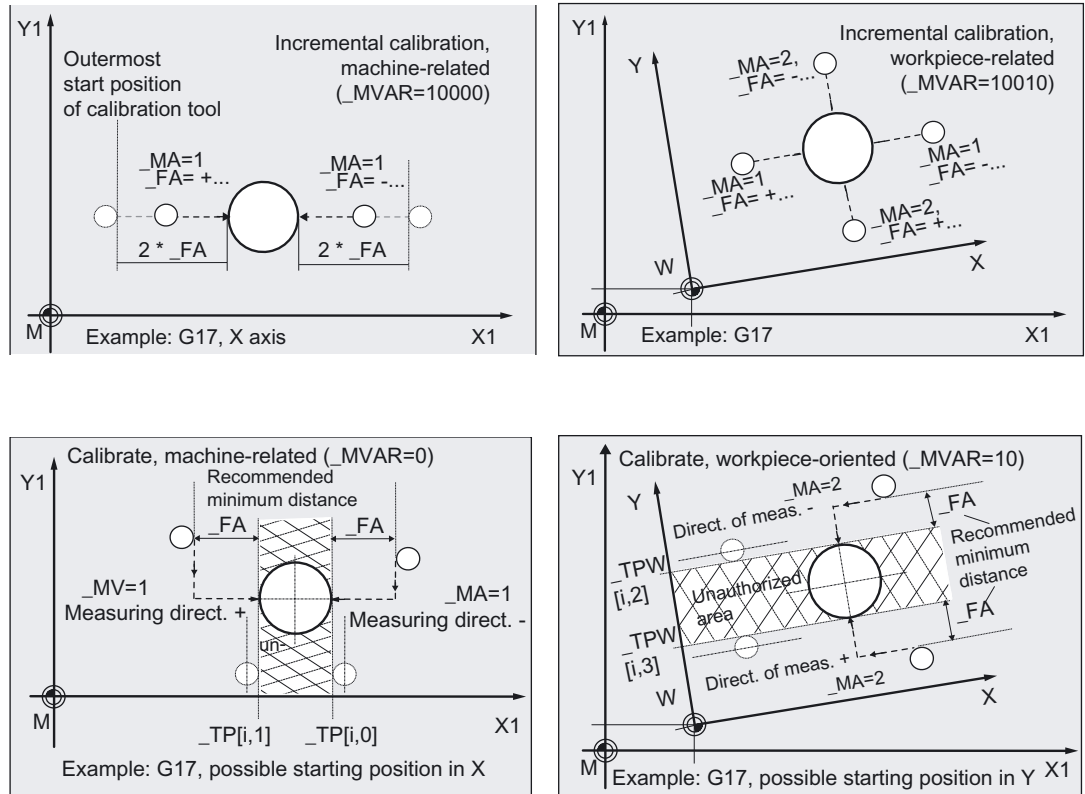 Y1
Incremental calibration,
machine-related
(_MVAR=10000)
Outermost
start position
of calibration tool
_MA=1
_FA= +...
_MA=1
_FA= -...
2 * _FA
2 * _FA
M
Example: G17, X axis
X1
Y1
Incremental calibration,
workpiece-related
(_MVAR=10010)
Y
_MA=2,
_FA= -...
_MA=1
_FA= -...
_MA=1
_FA= +...
_MA=2,
_FA= +...
W
X
M
Example: G17
X1
Calibrate, machine-related (_MVAR=0)
Y1
Recommended
minimum distance
_FA
_FA
_MV=1
Measuring direct. +
_MA=1
Measuring direct. -
un-
M
X1
_TP[i,1]
_TP[i,0]
Example: G17, possible starting position in X
Y1
Calibrate, workpiece-oriented (_MVAR=10)
Y
_MA=2
Direct. of meas. -
_FA
Recommended
minimum
distance
_TPW
[i,2]
Unauthorized
area
_FA
_TPW
[i,3]
Direct. of meas. +
_MA=2
W
X
M
X1
Example: G17, possible starting position in Y